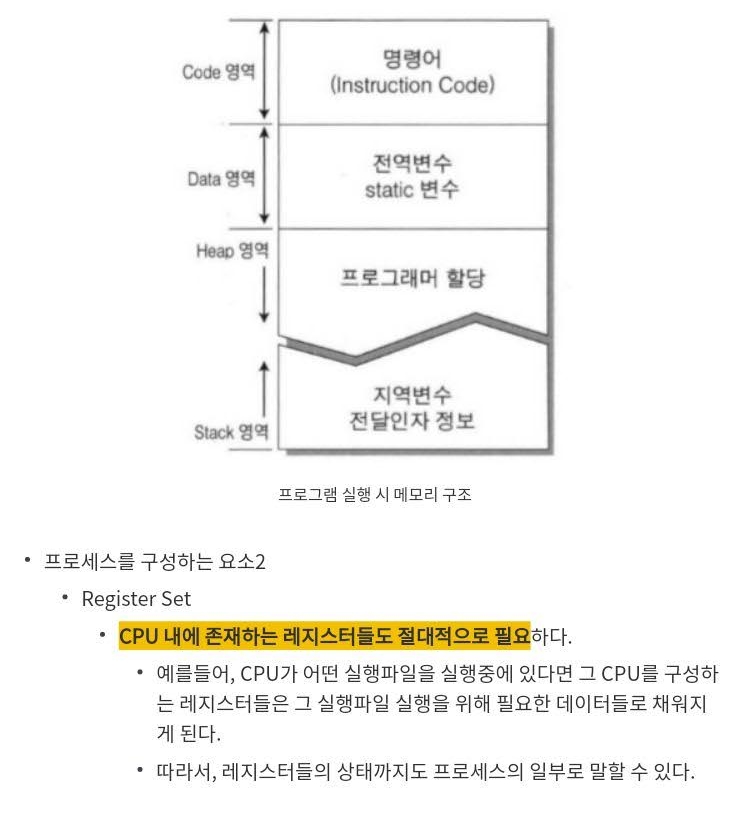 Code 영역
명령어
(Instruction Code)
Data 영역
전역변수
static 변수
Heap 영역
프로그래머 할당
지역변수
전달인자 정보
Stack 영역
프로그램 실행 시 메모리 구조
• 프로세스를 구성하는 요소2
• Register Set
• CPU 내에 존재하는 레지스터들도 절대적으로 필요하다.
• 예를들어, CPU가 어떤 실행파일을 실행중에 있다면 그 CPU를 구성하
는 레지스터들은 그 실행파일 실행을 위해 필요한 데이터들로 채워지
게 된다.
• 따라서, 레지스터들의 상태까지도 프로세스의 일부로 말할 수 있다.